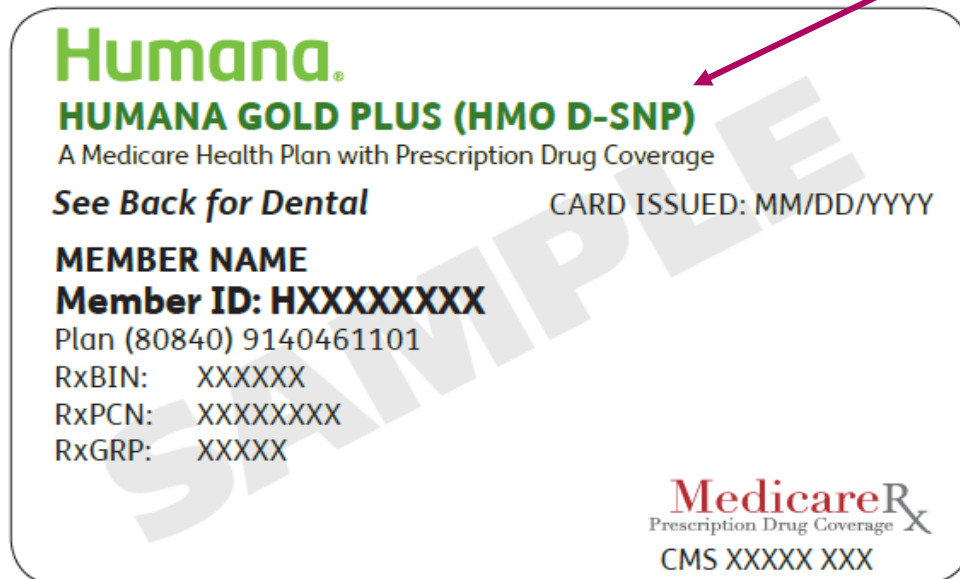 Humana®
HUMANA GOLD PLUS (HMO D-SNP)
A Medicare Health Plan with Prescription Drug Coverage
See Back for Dental CARD ISSUED: MM/DD/YYYY
MEMBER NAME
Member ID: HXXXXXXXX
Plan (80840) 9140461101
RxBIN: XXXXXX
RxPCN: XXXXXXXX
RxGRP: XXXXX
SAMPLE
MedicareRx
Prescription Drug Coverage
CMS XXXXX XXX